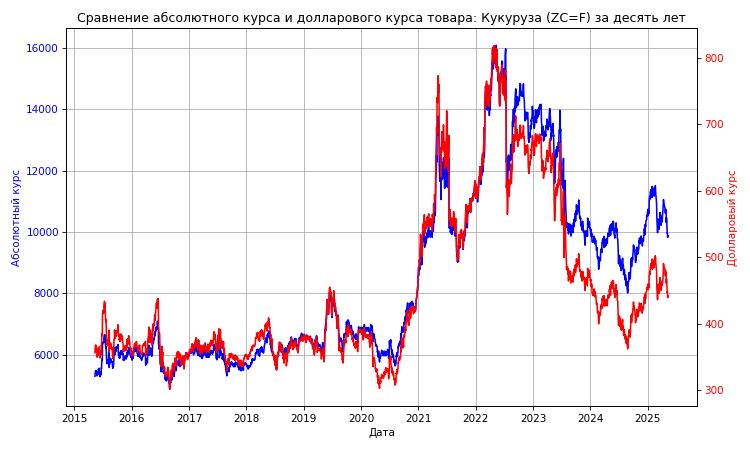 Сравнение абсолютного курса и долларового курса товара: Кукуруза (ZC=F) за десять лет
16000
14000
12000
10000
8000
6000
Абсолютный курс
800
700
600
500
400
300
Долларовый курс
2015 2016 2017 2018 2019 2020 2021 2022 2023 2024 2025
Дата